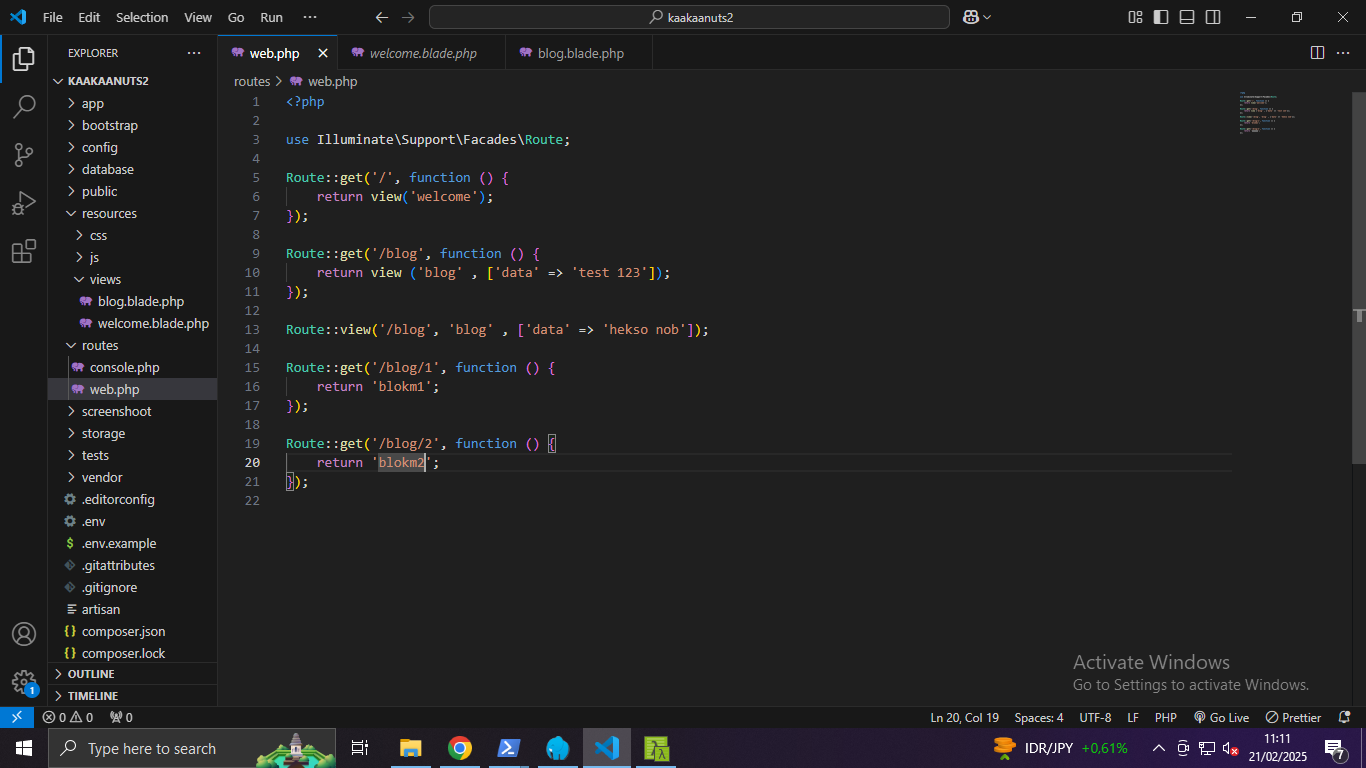 File Edit Selection View Go Run ···
kaakaanuts2
EXPLORER ···
KAAKAANUTS2
app
bootstrap
config
database
public
resources
css
js
views
blog.blade.php
welcome.blade.php
routes
console.php
web.php
screenshoot
storage
tests
vendor
.editorconfig
.env
.env.example
.gitattributes
.gitignore
artisan
composer.json
composer.lock
OUTLINE
TIMELINE
web.php welcome.blade.php blog.blade.php
routes > web.php
1 <?php
2
3 use Illuminate\Support\Facades\Route;
4
5 Route::get('/', function () {
6     return view('welcome');
7 });
8
9 Route::get('/blog', function () {
10     return view ('blog' , ['data' => 'test 123']);
11 });
12
13 Route::view('/blog', 'blog' , ['data' => 'hekso nob']);
14
15 Route::get('/blog/1', function () {
16     return 'blokm1';
17 });
18
19 Route::get('/blog/2', function () {
20     return 'blokm2';
21 });
22
Activate Windows
Go to Settings to activate Windows.
1
0 0 0 Ln 20, Col 19 Spaces: 4 UTF-8 LF PHP Go Live Prettier
Type here to search IDR/JPY +0,61% 11:11
21/02/2025
7